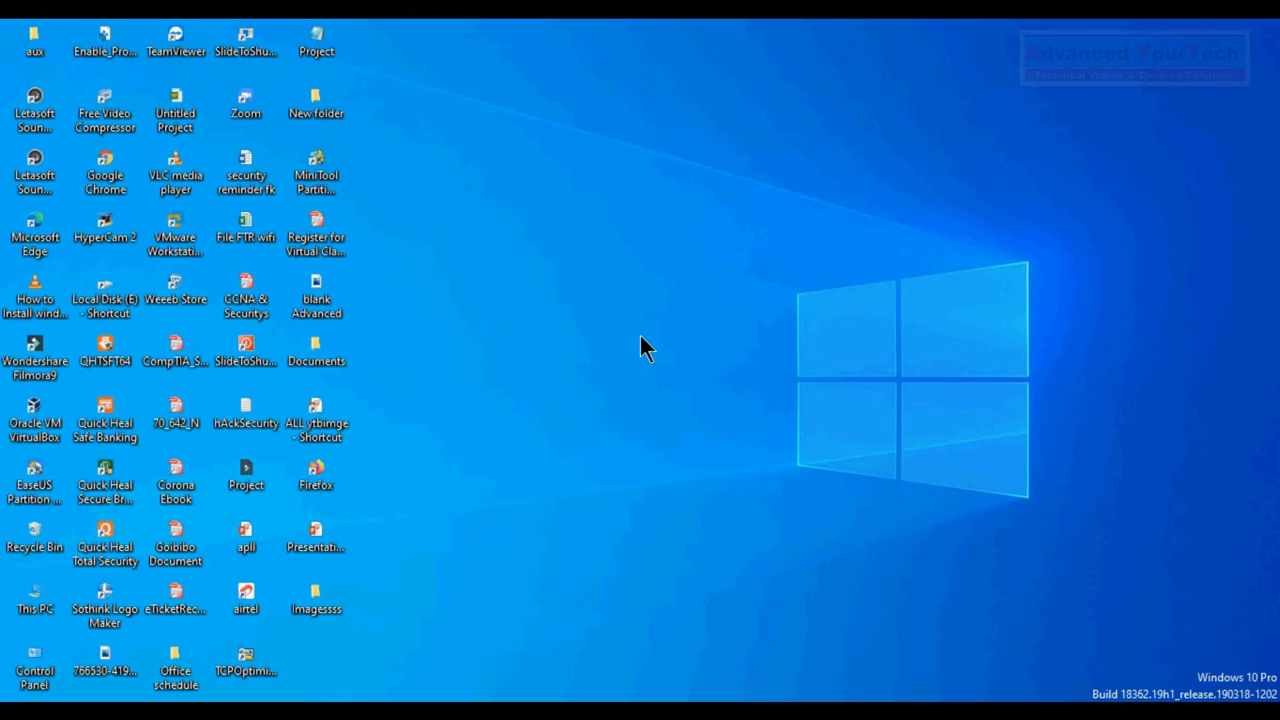 aux
Enable_Pro...
TeamViewer
SlideToShu...
Project
Letasoft
Soun...
Free Video
Compressor
Untitled
Project
Zoom
New folder
Letasoft
Soun...
Google
Chrome
VLC media
player
security
reminder fk
MiniTool
Partiti...
Microsoft
Edge
HyperCam 2
VMware
Workstati...
File FTR wifi
Register for
Virtual Cla...
How to
Install wind...
Local Disk (E)
- Shortcut
Weeeb Store
CCNA &
Securitys
blank
Advanced
Wondershare
Filmora9
QHTSFT64
CompTIA_S...
SlideToShu...
Documents
Oracle VM
VirtualBox
Quick Heal
Safe Banking
70_642_N
hAckSecurity
ALL ytbimge
- Shortcut
EaseUS
Partition ...
Quick Heal
Secure Br...
Corona
Ebook
Project
Firefox
Recycle Bin
Quick Heal
Total Security
Goibibo
Document
apll
Presentati...
This PC
Sothink Logo
Maker
eTicketRec...
airtel
Imagessss
Control
Panel
766530-419...
Office
schedule
TCPOptimi...
Advanced YourTech
Technical Videos & Genuine Solutions
Windows 10 Pro
Build 18362.19h1_release.190318-1202